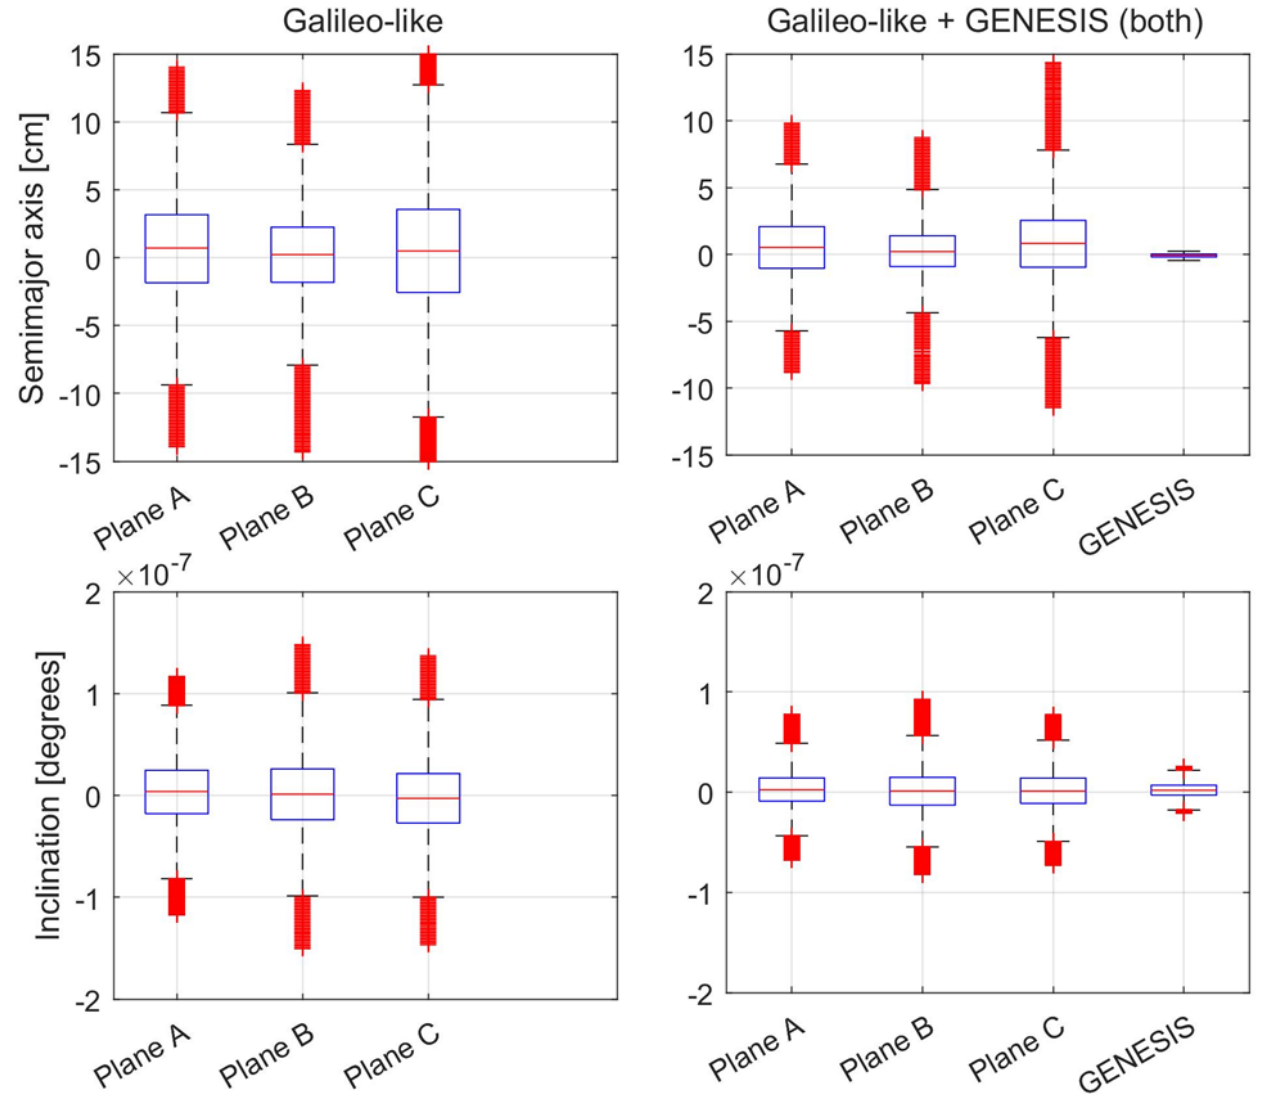 Galileo-like
Galileo-like + GENESIS (both)
Semimajor axis [cm]
15
10
5
0
-5
-10
-15
Plane A
Plane B
Plane C
15
10
5
0
-5
-10
-15
Plane A
Plane B
Plane C
GENESIS
Inclination [degrees]
×10-7
2
1
0
-1
-2
Plane A
Plane B
Plane C
×10-7
2
1
0
-1
-2
Plane A
Plane B
Plane C
GENESIS